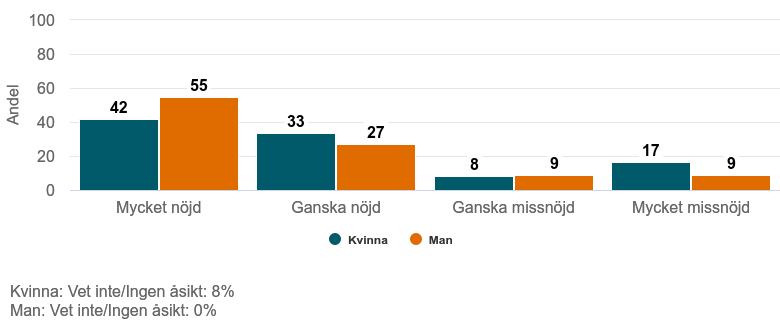 100
80
60
40
20
0
Andel
42
55
33
27
8
9
17
9
Mycket nöjd
Ganska nöjd
Ganska missnöjd
Mycket missnöjd
Kvinna
Man
Kvinna: Vet inte/Ingen åsikt: 8%
Man: Vet inte/Ingen åsikt: 0%